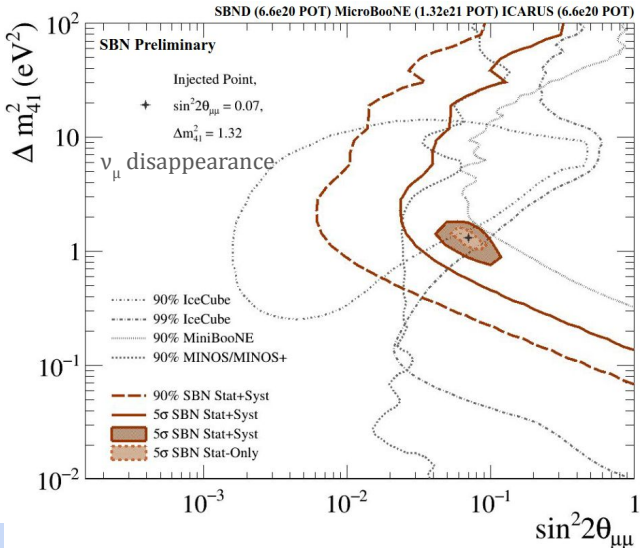 SBND (6.6e20 POT) MicroBooNE (1.32e21 POT) ICARUS (6.6e20 POT)
SBN Preliminary
Injected Point,
sin²2θμμ = 0.07,
Δm²41 = 1.32
νμ disappearance
90% IceCube
99% IceCube
90% MiniBooNE
90% MINOS/MINOS+
90% SBN Stat+Syst
5σ SBN Stat+Syst
5σ SBN Stat+Syst
5σ SBN Stat-Only
Δ m²41 (eV²)
10²
10
1
10⁻¹
10⁻²
10⁻³
10⁻²
10⁻¹
1
sin²2θμμ